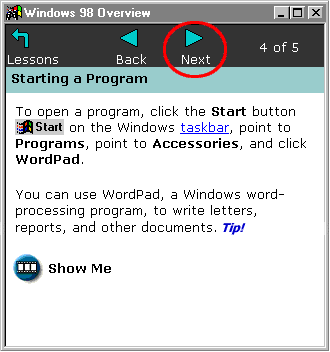 Windows 98 Overview
Lessons Back Next 4 of 5
Starting a Program
To open a program, click the Start button
Start on the Windows taskbar, point to
Programs, point to Accessories, and click
WordPad.
You can use WordPad, a Windows word-
processing program, to write letters,
reports, and other documents. Tip!
Show Me